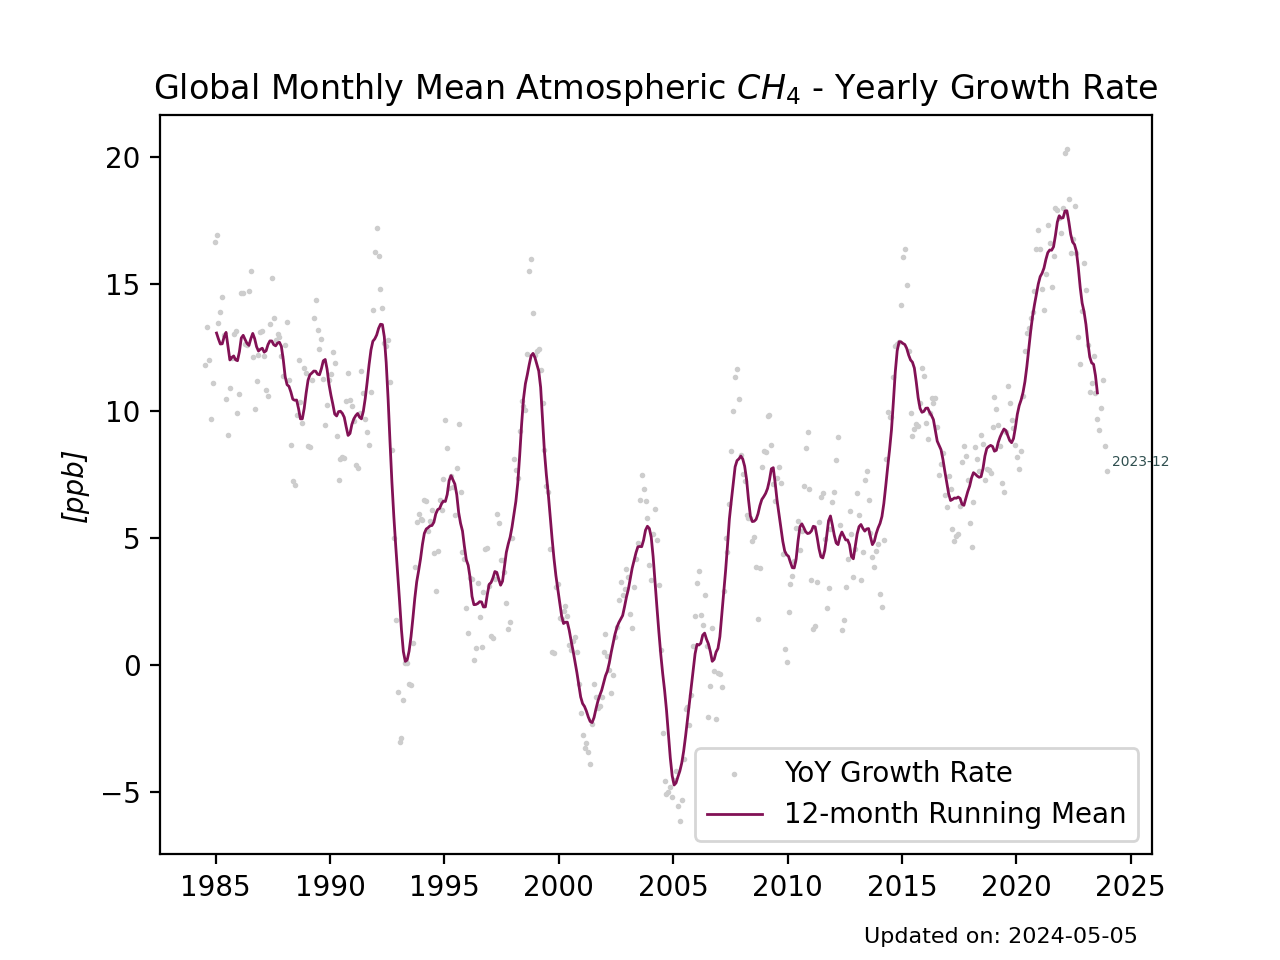 Global Monthly Mean Atmospheric CH₄ - Yearly Growth Rate
[ppb]
20
15
10
5
0
−5
2023-12
YoY Growth Rate
12-month Running Mean
1985 1990 1995 2000 2005 2010 2015 2020 2025
Updated on: 2024-05-05